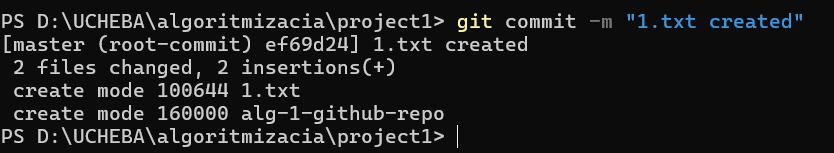 PS D:\UCHEBA\algoritmizacia\project1> git commit -m "1.txt created"
[master (root-commit) ef69d24] 1.txt created
 2 files changed, 2 insertions(+)
 create mode 100644 1.txt
 create mode 160000 alg-1-github-repo
PS D:\UCHEBA\algoritmizacia\project1>